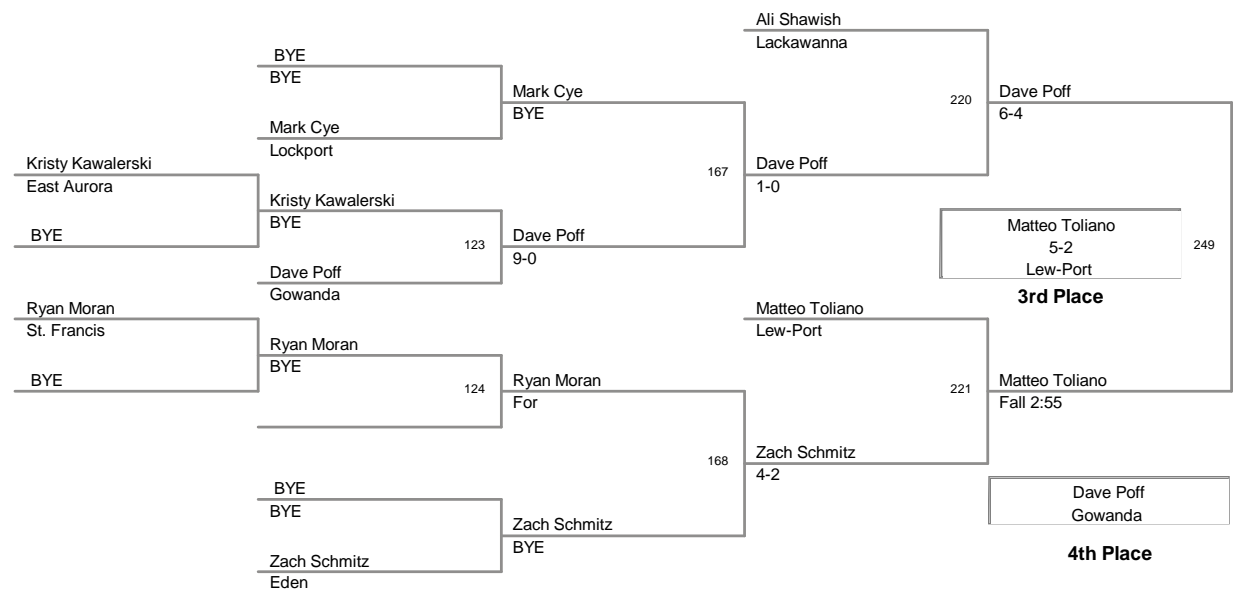 Ali Shawish
Lackawanna
BYE
BYE
Mark Cye
BYE
220
Dave Poff
6-4
Mark Cye
Lockport
Kristy Kawalerski
East Aurora
167
Dave Poff
1-0
Kristy Kawalerski
BYE
BYE
123
Dave Poff
9-0
Matteo Toliano
5-2
Lew-Port
249
Dave Poff
Gowanda
3rd Place
Ryan Moran
St. Francis
Matteo Toliano
Lew-Port
Ryan Moran
BYE
BYE
124
Ryan Moran
For
221
Matteo Toliano
Fall 2:55
168
Zach Schmitz
4-2
BYE
BYE
Dave Poff
Gowanda
Zach Schmitz
BYE
4th Place
Zach Schmitz
Eden